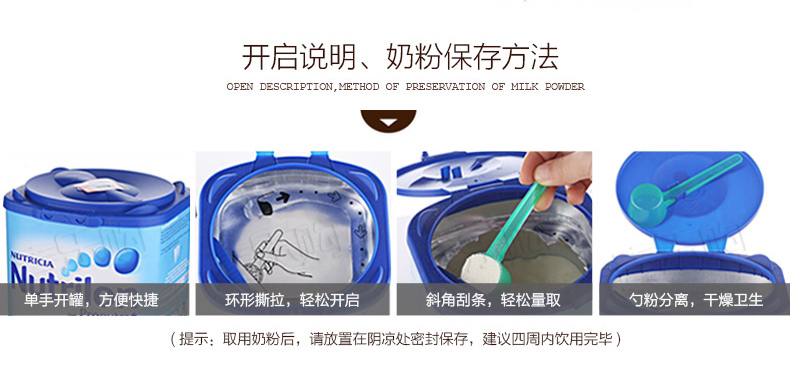 开启说明、奶粉保存方法
OPEN DESCRIPTION,METHOD OF PRESERVATION OF MILK POWDER
NUTRICIA
单手开罐，方便快捷
环形撕拉，轻松开启
斜角刮条，轻松量取
勺粉分离，干燥卫生
（提示：取用奶粉后，请放置在阴凉处密封保存，建议四周内饮用完毕）